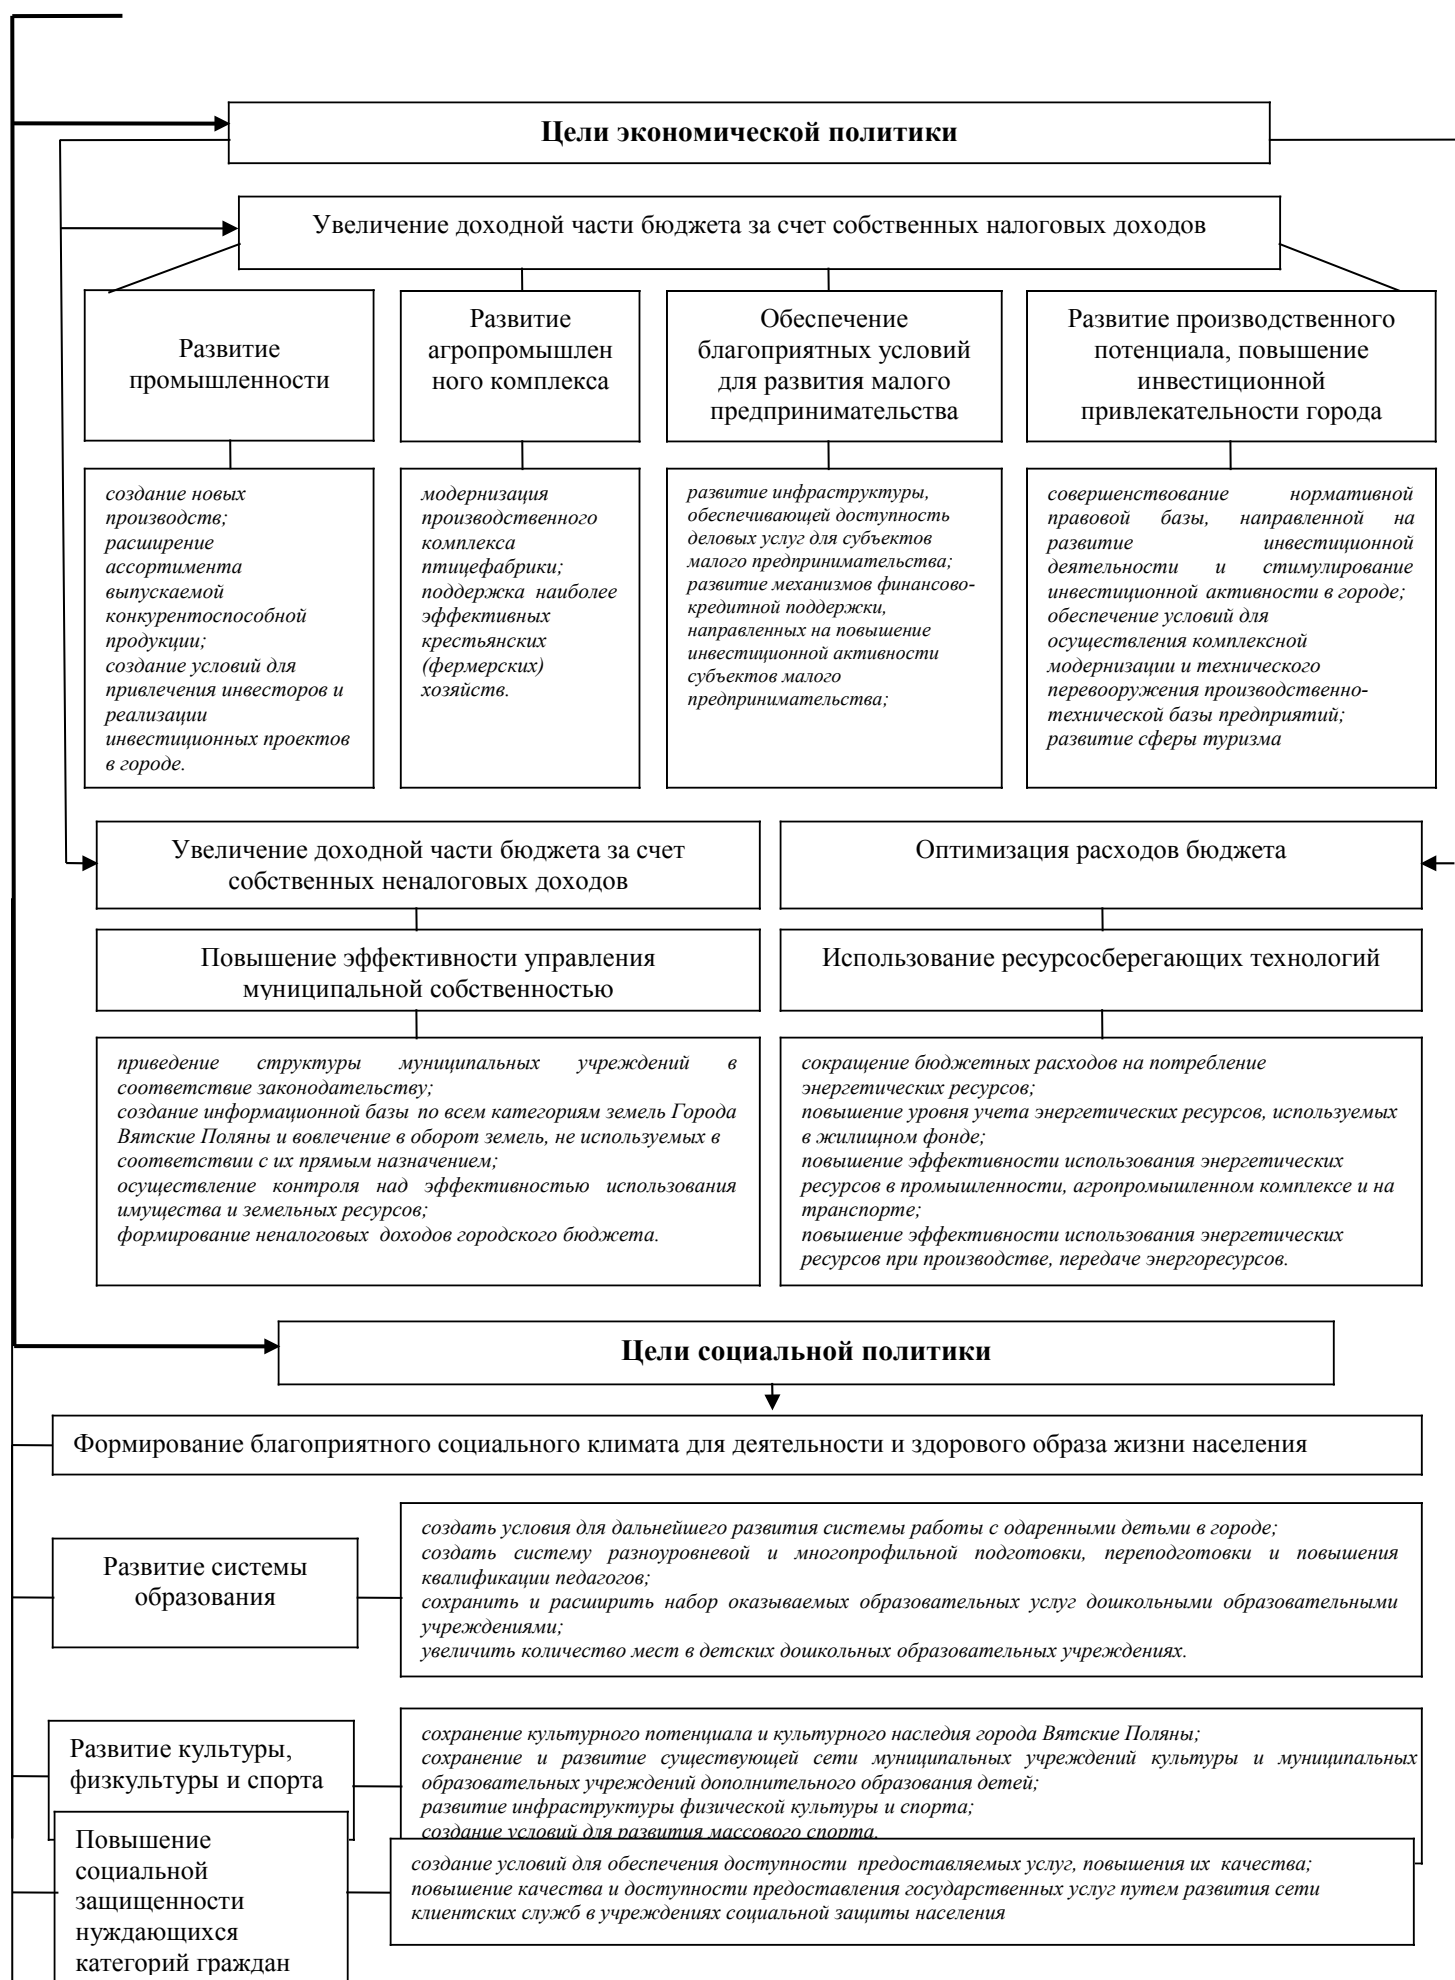 Цели экономической политики
Увеличение доходной части бюджета за счет собственных налоговых доходов
Развитие
промышленности
Развитие
агропромышлен
ного комплекса
Обеспечение
благоприятных условий
для развития малого
предпринимательства
Развитие производственного
потенциала, повышение
инвестиционной
привлекательности города
создание новых
производств;
расширение
ассортимента
выпускаемой
конкурентоспособной
продукции;
создание условий для
привлечения инвесторов и
реализации
инвестиционных проектов
в городе.
модернизация
производственного
комплекса
птицефабрики;
поддержка наиболее
эффективных
крестьянских
(фермерских)
хозяйств.
развитие инфраструктуры,
обеспечивающей доступность
деловых услуг для субъектов
малого предпринимательства;
развитие механизмов финансово-
кредитной поддержки,
направленных на повышение
инвестиционной активности
субъектов малого
предпринимательства;
совершенствование нормативной
правовой базы, направленной на
развитие инвестиционной
деятельности и стимулирование
инвестиционной активности в городе;
обеспечение условий для
осуществления комплексной
модернизации и технического
перевооружения производственно-
технической базы предприятий;
развитие сферы туризма
Увеличение доходной части бюджета за счет
собственных неналоговых доходов
Оптимизация расходов бюджета
Повышение эффективности управления
муниципальной собственностью
Использование ресурсосберегающих технологий
приведение структуры муниципальных учреждений в
соответствие законодательству;
создание информационной базы по всем категориям земель Города
Вятские Поляны и вовлечение в оборот земель, не используемых в
соответствии с их прямым назначением;
осуществление контроля над эффективностью использования
имущества и земельных ресурсов;
формирование неналоговых доходов городского бюджета.
сокращение бюджетных расходов на потребление
энергетических ресурсов;
повышение уровня учета энергетических ресурсов, используемых
в жилищном фонде;
повышение эффективности использования энергетических
ресурсов в промышленности, агропромышленном комплексе и на
транспорте;
повышение эффективности использования энергетических
ресурсов при производстве, передаче энергоресурсов.
Цели социальной политики
Формирование благоприятного социального климата для деятельности и здорового образа жизни населения
Развитие системы
образования
создать условия для дальнейшего развития системы работы с одаренными детьми в городе;
создать систему разноуровневой и многопрофильной подготовки, переподготовки и повышения
квалификации педагогов;
сохранить и расширить набор оказываемых образовательных услуг дошкольными образовательными
учреждениями;
увеличить количество мест в детских дошкольных образовательных учреждениях.
Развитие культуры,
физкультуры и спорта
сохранение культурного потенциала и культурного наследия города Вятские Поляны;
сохранение и развитие существующей сети муниципальных учреждений культуры и муниципальных
образовательных учреждений дополнительного образования детей;
развитие инфраструктуры физической культуры и спорта;
создание условий для развития массового спорта.
Повышение
социальной
защищенности
нуждающихся
категорий граждан
создание условий для обеспечения доступности предоставляемых услуг, повышения их качества;
повышение качества и доступности предоставления государственных услуг путем развития сети
клиентских служб в учреждениях социальной защиты населения